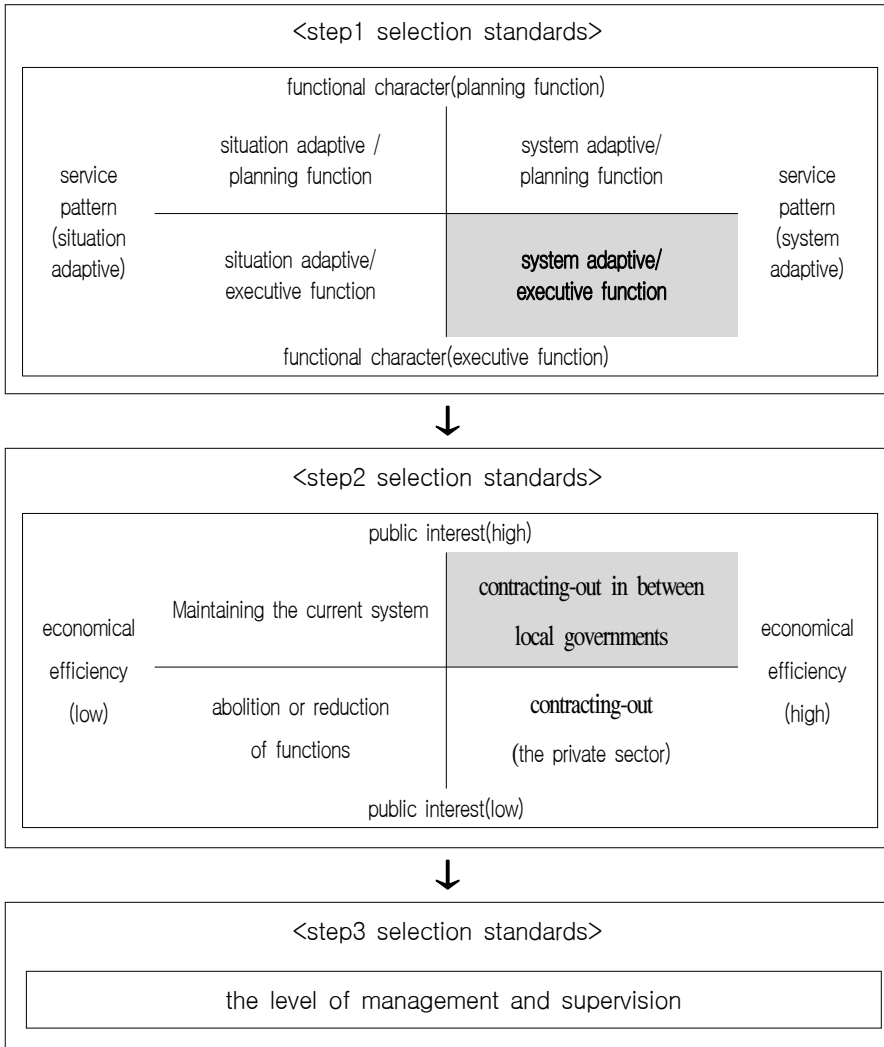 <step1 selection standards>
functional character(planning function)
service
pattern
(situation
adaptive)
situation adaptive /
planning function
system adaptive/
planning function
situation adaptive/
executive function
system adaptive/
executive function
service
pattern
(system
adaptive)
functional character(executive function)
↓
<step2 selection standards>
public interest(high)
economical
efficiency
(low)
Maintaining the current system
contracting-out in between
local governments
abolition or reduction
of functions
contracting-out
(the private sector)
economical
efficiency
(high)
public interest(low)
↓
<step3 selection standards>
the level of management and supervision